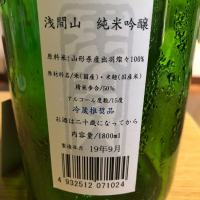 浅間山 純米吟醸
原料米:山形県産出羽燦々100%
原材料名/米(国産)・米麹(国産米)
精米歩合/50%
アルコール度数/15度
冷蔵推奨品
お酒は二十歳になってから
内容量/1800ml
製造年月 19年9月
4 932512 071024